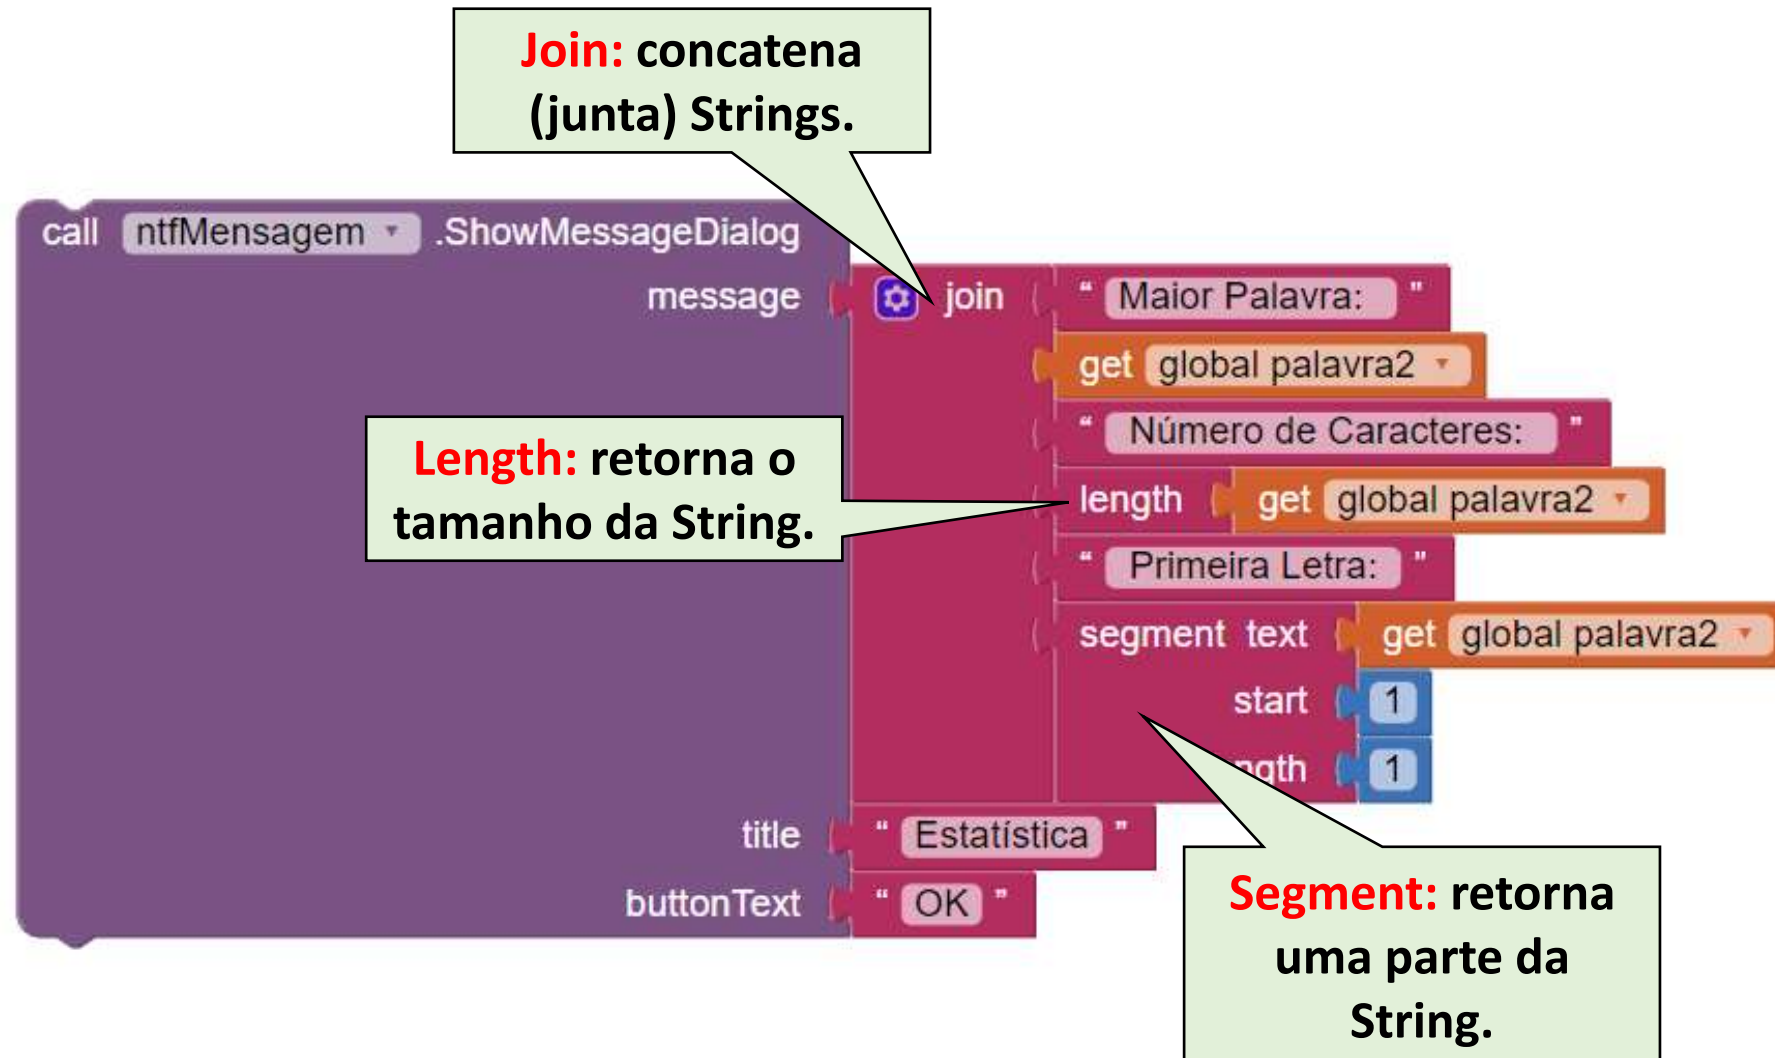 Join: concatena
(junta) Strings.
call ntfMensagem .ShowMessageDialog
message join " Maior Palavra: "
get global palavra2
" Número de Caracteres: "
Length: retorna o
tamanho da String.
length get global palavra2
" Primeira Letra: "
segment text get global palavra2
start 1
ngth 1
title " Estatística "
buttonText " OK "
Segment: retorna
uma parte da
String.